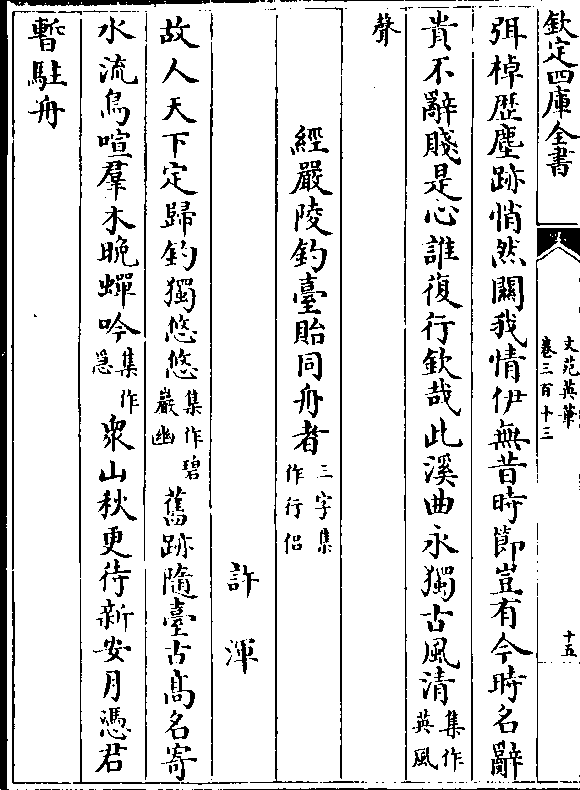 欽定四庫全書
文苑英華
卷三百十三
十五
弭棹歴塵跡悄然關我情伊無昔時節豈有今時名辭
貴不辭賤是心誰復行欽哉此溪曲永獨古風清集作英風
聲
經嚴陵釣臺貽同舟者三字集作行侶
許渾
故人天下定歸釣獨悠悠集作碧巖幽舊跡隨臺古髙名寄
水流鳥喧羣木晩蟬吟集作急衆山秋更待新安月憑君
暫駐舟